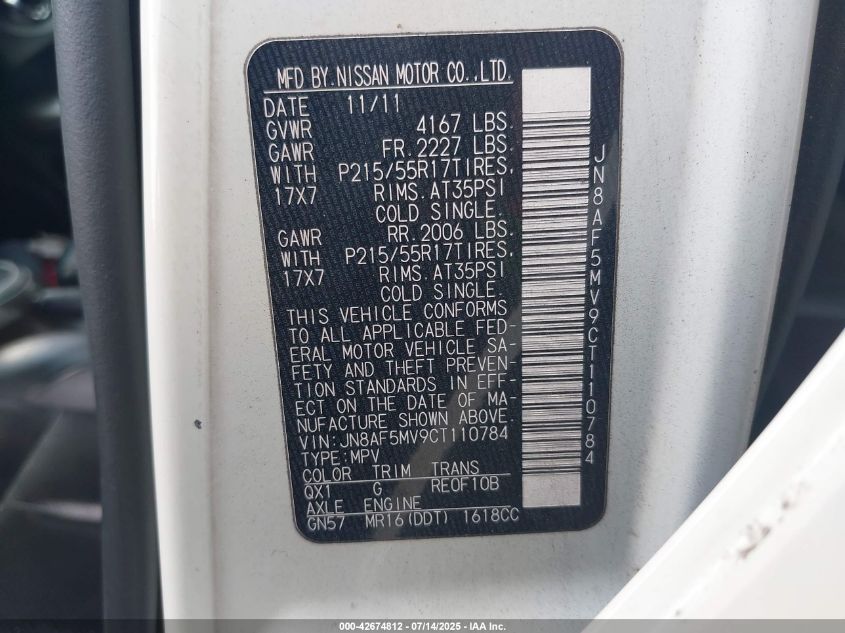 MFD BY.NISSAN MOTOR CO.,LTD.
DATE 11/11
GVWR 4167 LBS.
GAWR FR.2227 LBS.
WITH P215/55R17TIRES,
17X7 RIMS.AT35PSI
COLD SINGLE.
GAWR RR.2006 LBS.
WITH P215/55R17TIRES,
17X7 RIMS.AT35PSI
COLD SINGLE.
THIS VEHICLE CONFORMS
TO ALL APPLICABLE FED-
ERAL MOTOR VEHICLE SA-
FETY AND THEFT PREVEN-
TION STANDARDS IN EFF-
ECT ON THE DATE OF MA-
NUFACTURE SHOWN ABOVE.
VIN:JN8AF5MV9CT110784
TYPE:MPV
COLOR TRIM TRANS
QX1 G RE0F10B
AXLE ENGINE
GN57 MR16(DDT) 1618CC
JN8AF5MV9CT110784
000-42674812 - 07/14/2025 - IAA Inc.